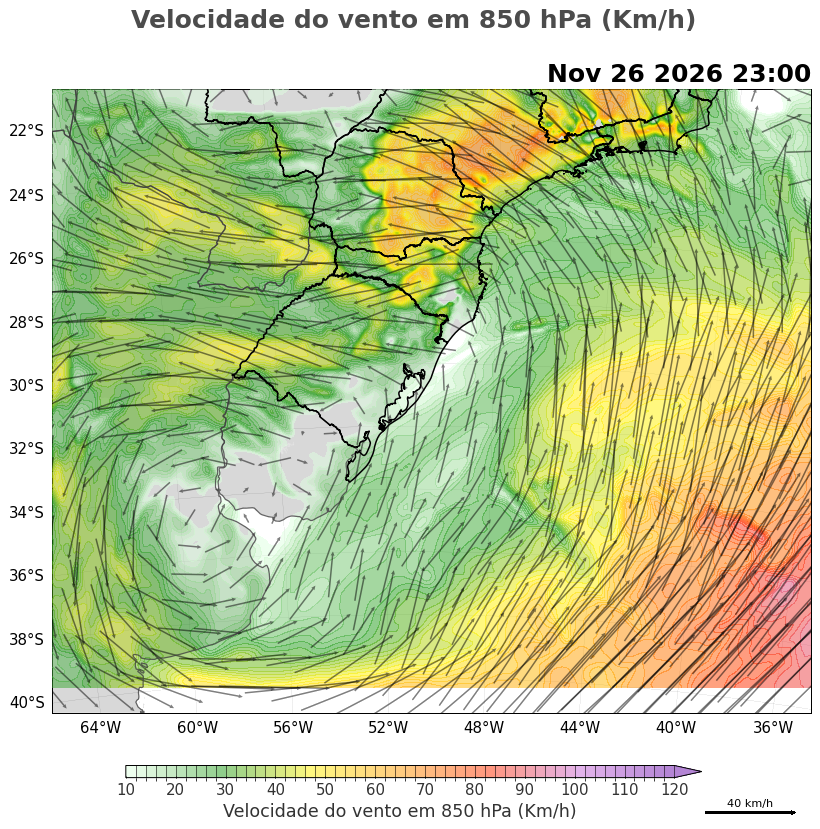 Velocidade do vento em 850 hPa (Km/h)
Nov 26 2026 23:00
22°S
24°S
26°S
28°S
30°S
32°S
34°S
36°S
38°S
40°S
64°W 60°W 56°W 52°W 48°W 44°W 40°W 36°W
10 20 30 40 50 60 70 80 90 100 110 120
Velocidade do vento em 850 hPa (Km/h)
40 km/h